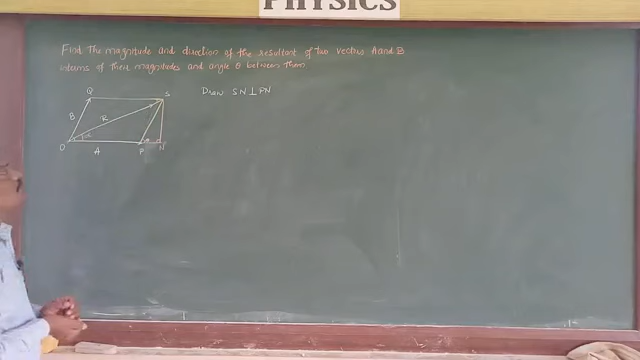 PHYSICS
Find the magnitude and direction of the resultant of two vectors A and B
interms of their magnitudes and angle θ between them.
Q
S
Draw SN ⊥ PN
B
R
α
θ
O
A
P
N